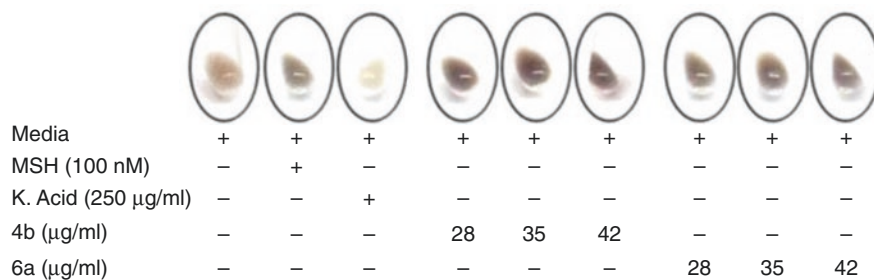 Media + + + + + + + + +
MSH (100 nM) – + – – – – – – –
K. Acid (250 μg/ml) – – + – – – – – –
4b (μg/ml) – – – 28 35 42 – – –
6a (μg/ml) – – – – – – 28 35 42